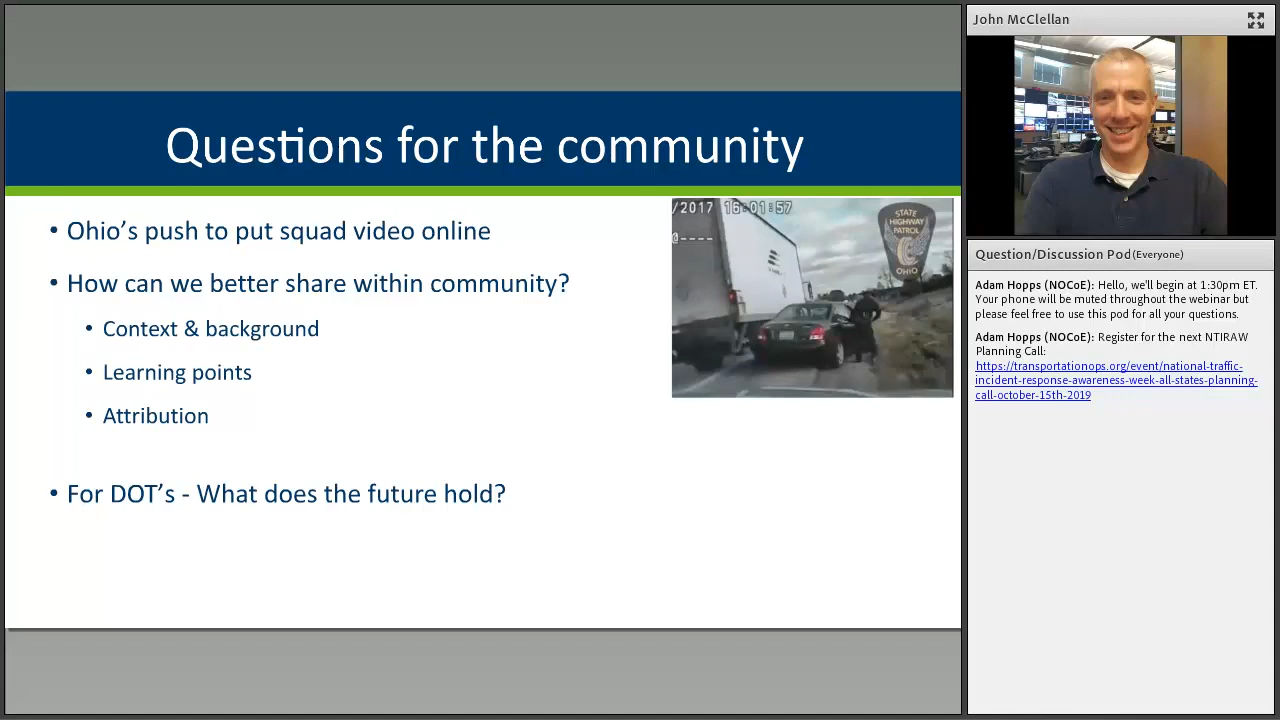 Questions for the community
• Ohio’s push to put squad video online
• How can we better share within community?
• Context & background
• Learning points
• Attribution
• For DOT’s - What does the future hold?
/2017 16:01:57
STATE
HIGHWAY
PATROL
OHIO
John McClellan
Question/Discussion Pod (Everyone)
Adam Hopps (NOCoE): Hello, we'll begin at 1:30pm ET.
Your phone will be muted throughout the webinar but
please feel free to use this pod for all your questions.
Adam Hopps (NOCoE): Register for the next NTIRAW
Planning Call:
https://transportationops.org/event/national-traffic-
incident-response-awareness-week-all-states-planning-
call-october-15th-2019